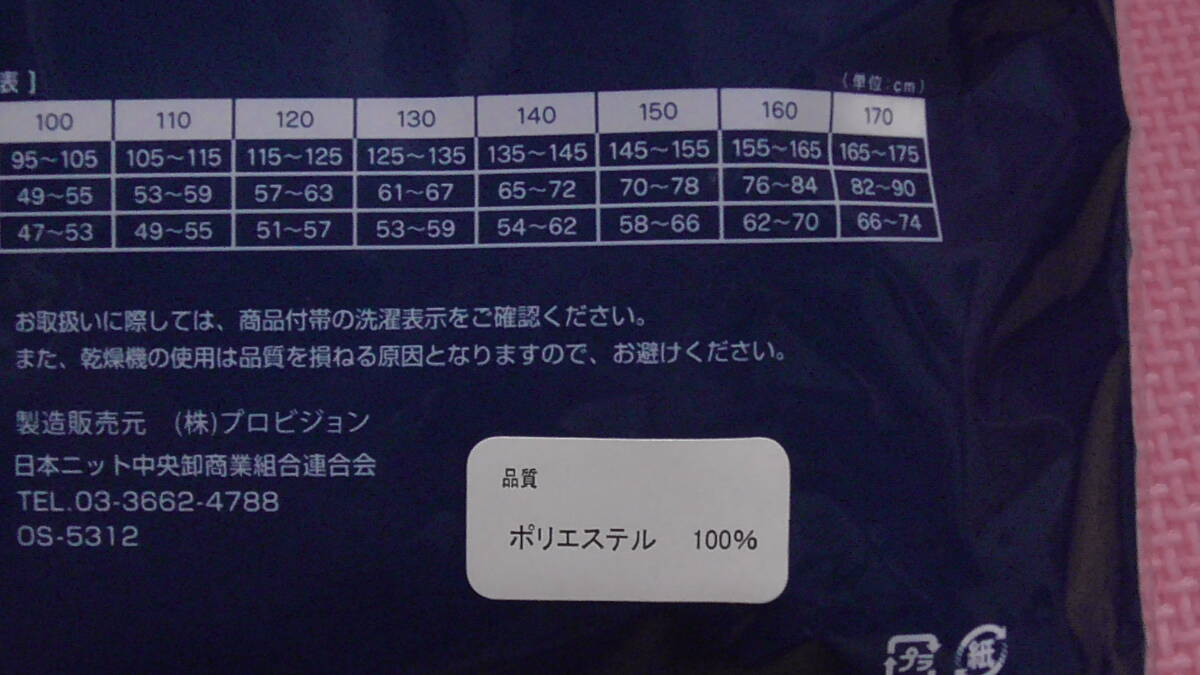 表 ]
(単位:cm)
100 110 120 130 140 150 160 170
95~105 105~115 115~125 125~135 135~145 145~155 155~165 165~175
49~55 53~59 57~63 61~67 65~72 70~78 76~84 82~90
47~53 49~55 51~57 53~59 54~62 58~66 62~70 66~74
お取扱いに際しては、商品付帯の洗濯表示をご確認ください。
また、乾燥機の使用は品質を損ねる原因となりますので、お避けください。
製造販売元 (株)プロビジョン
日本ニット中央卸商業組合連合会
TEL.03-3662-4788
OS-5312
品質
ポリエステル 100%
プラ 紙